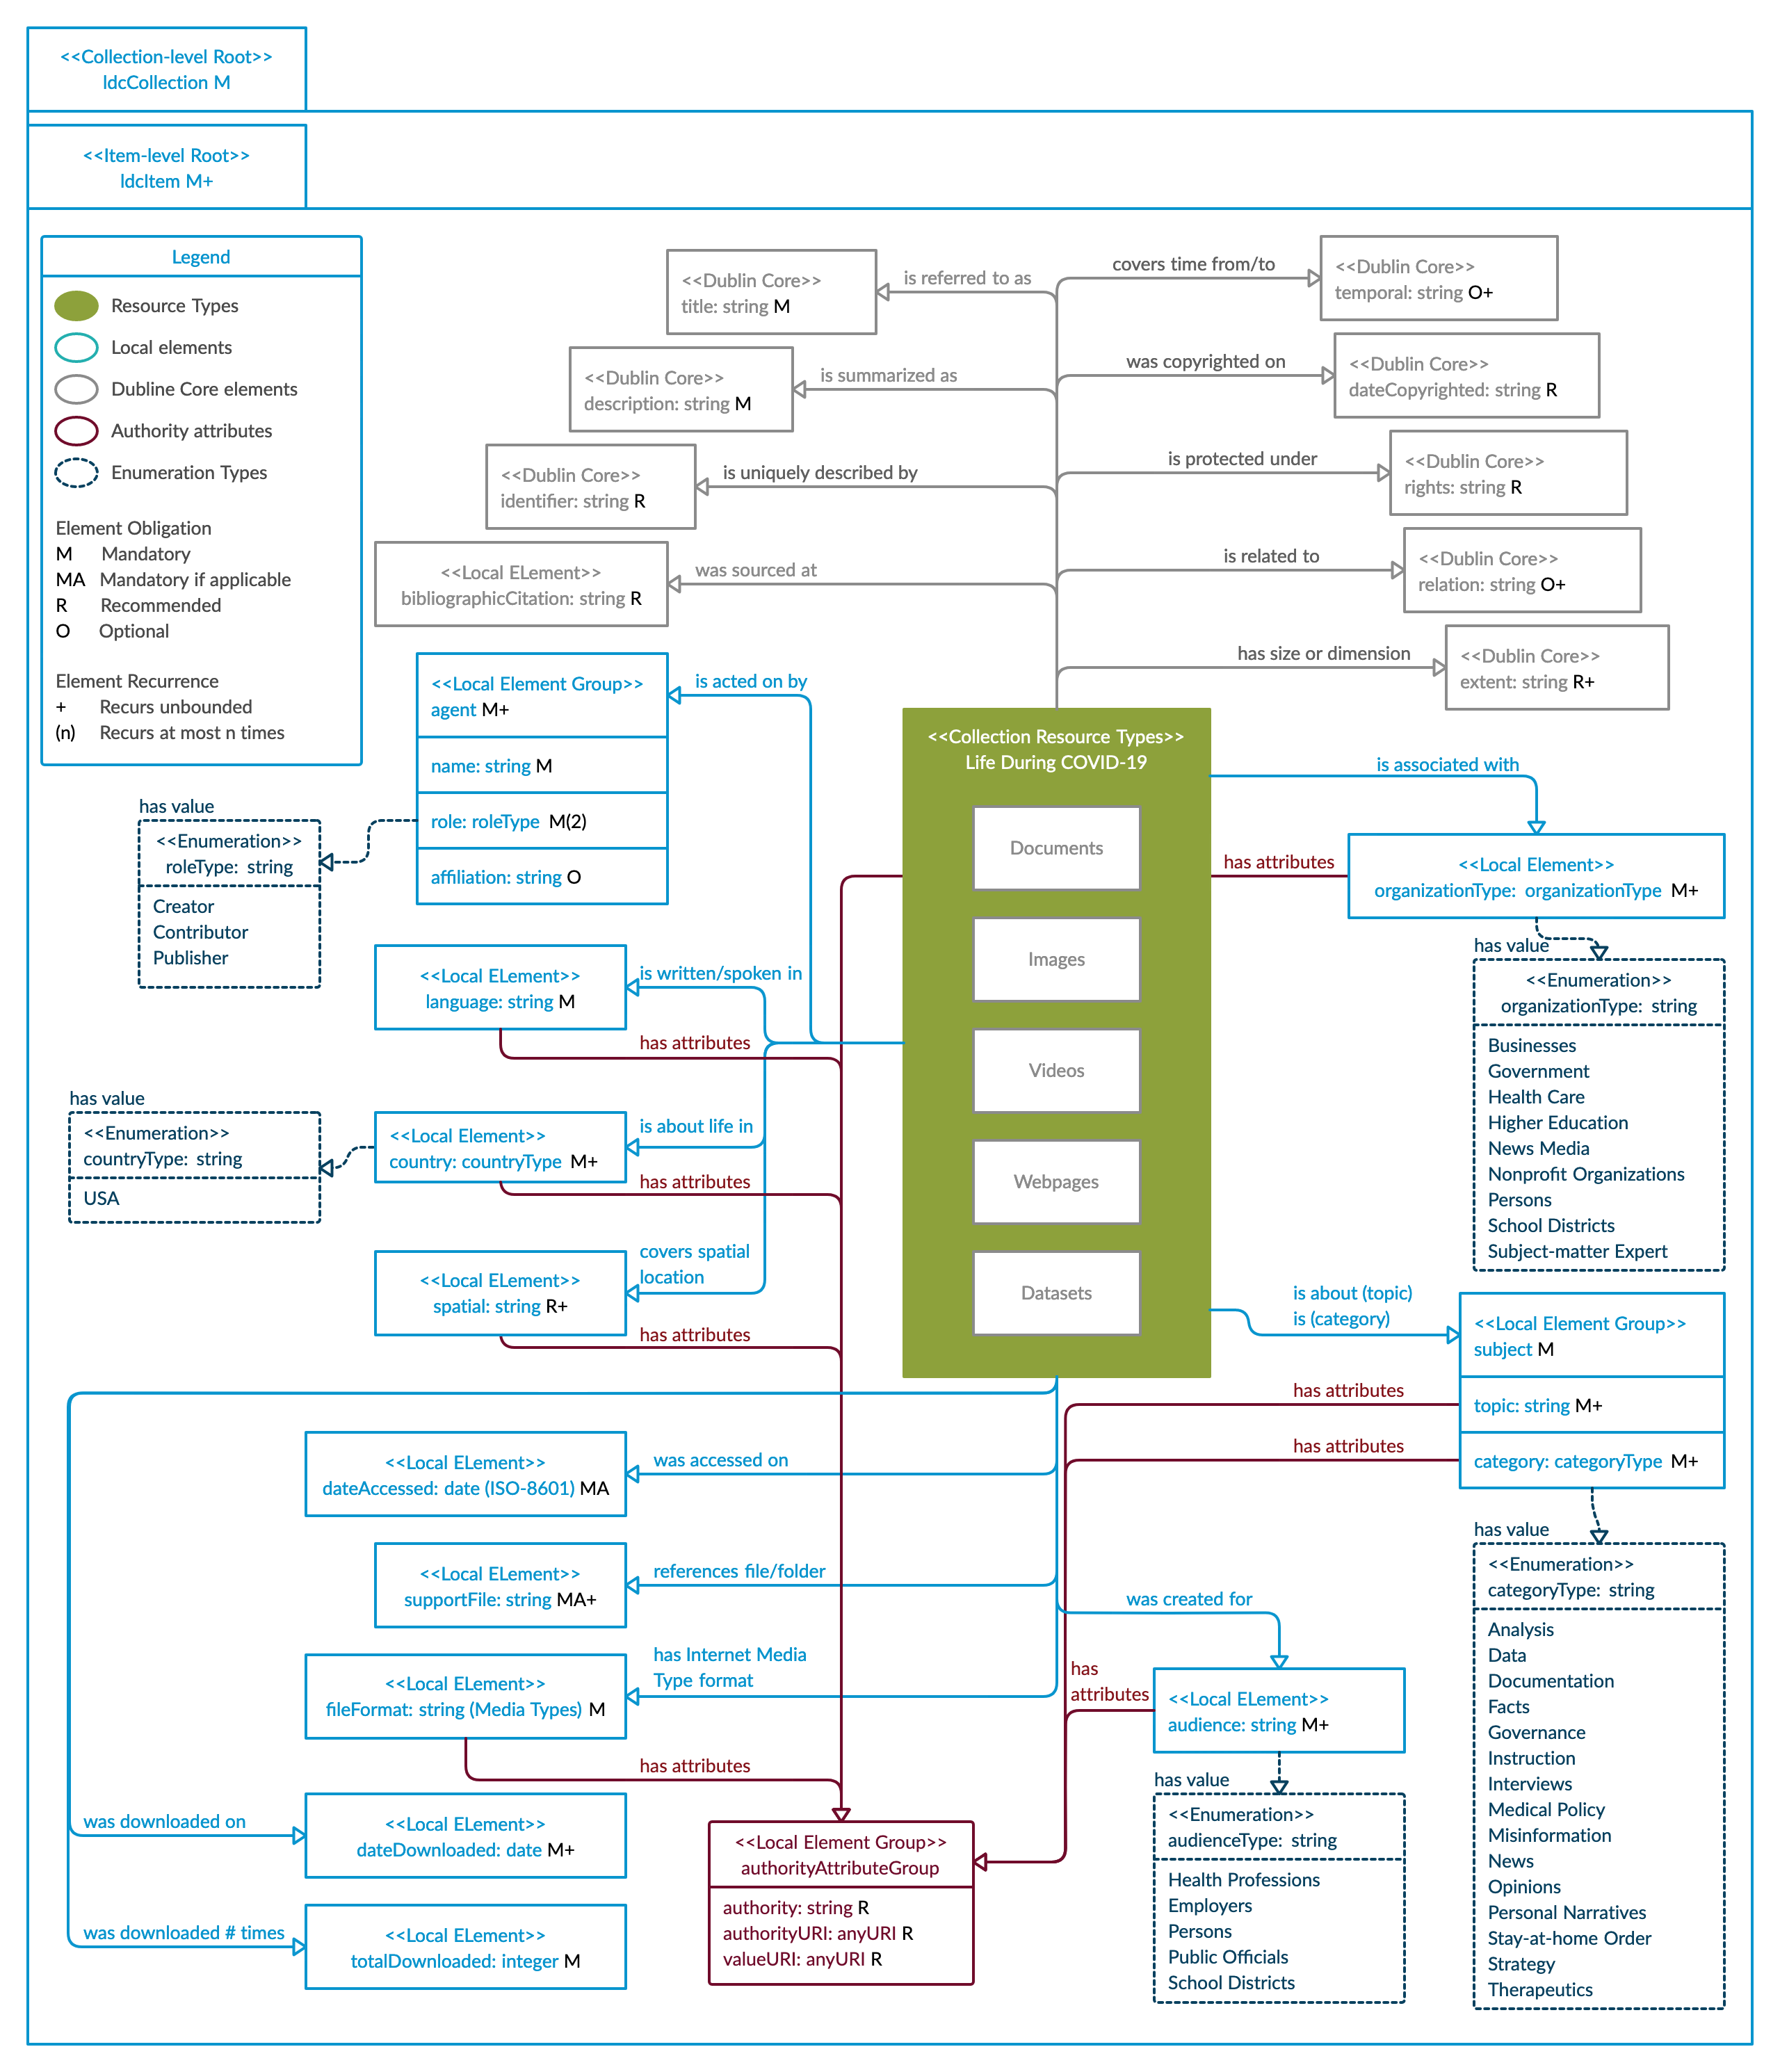 <<Collection-level Root>>
ldcCollection M
<<Item-level Root>>
ldcItem M+
Legend
Resource Types
Local elements
Dubline Core elements
Authority attributes
Enumeration Types
Element Obligation
M Mandatory
MA Mandatory if applicable
R Recommended
O Optional
Element Recurrence
+ Recurs unbounded
(n) Recurs at most n times
<<Dublin Core>>
title: string M
is referred to as
covers time from/to
<<Dublin Core>>
temporal: string O+
<<Dublin Core>>
description: string M
is summarized as
was copyrighted on
<<Dublin Core>>
dateCopyrighted: string R
<<Dublin Core>>
identifier: string R
is uniquely described by
is protected under
<<Dublin Core>>
rights: string R
<<Local ELement>>
bibliographicCitation: string R
was sourced at
is related to
<<Dublin Core>>
relation: string O+
has size or dimension
<<Dublin Core>>
extent: string R+
<<Local Element Group>>
agent M+
name: string M
role: roleType M(2)
affiliation: string O
is acted on by
has value
<<Enumeration>>
roleType: string
Creator
Contributor
Publisher
<<Collection Resource Types>>
Life During COVID-19
Documents
Images
Videos
Webpages
Datasets
is associated with
has attributes
<<Local Element>>
organizationType: organizationType M+
has value
<<Enumeration>>
organizationType: string
Businesses
Government
Health Care
Higher Education
News Media
Nonprofit Organizations
Persons
School Districts
Subject-matter Expert
<<Local ELement>>
language: string M
is written/spoken in
has attributes
has value
<<Enumeration>>
countryType: string
USA
<<Local Element>>
country: countryType M+
is about life in
has attributes
<<Local ELement>>
spatial: string R+
covers spatial
location
has attributes
is about (topic)
is (category)
<<Local Element Group>>
subject M
topic: string M+
category: categoryType M+
has attributes
has attributes
has value
<<Enumeration>>
categoryType: string
Analysis
Data
Documentation
Facts
Governance
Instruction
Interviews
Medical Policy
Misinformation
News
Opinions
Personal Narratives
Stay-at-home Order
Strategy
Therapeutics
<<Local ELement>>
dateAccessed: date (ISO-8601) MA
was accessed on
<<Local ELement>>
supportFile: string MA+
references file/folder
<<Local ELement>>
fileFormat: string (Media Types) M
has Internet Media
Type format
has attributes
was created for
has
attributes
<<Local ELement>>
audience: string M+
has value
<<Enumeration>>
audienceType: string
Health Professions
Employers
Persons
Public Officials
School Districts
was downloaded on
<<Local ELement>>
dateDownloaded: date M+
was downloaded # times
<<Local ELement>>
totalDownloaded: integer M
<<Local Element Group>>
authorityAttributeGroup
authority: string R
authorityURI: anyURI R
valueURI: anyURI R